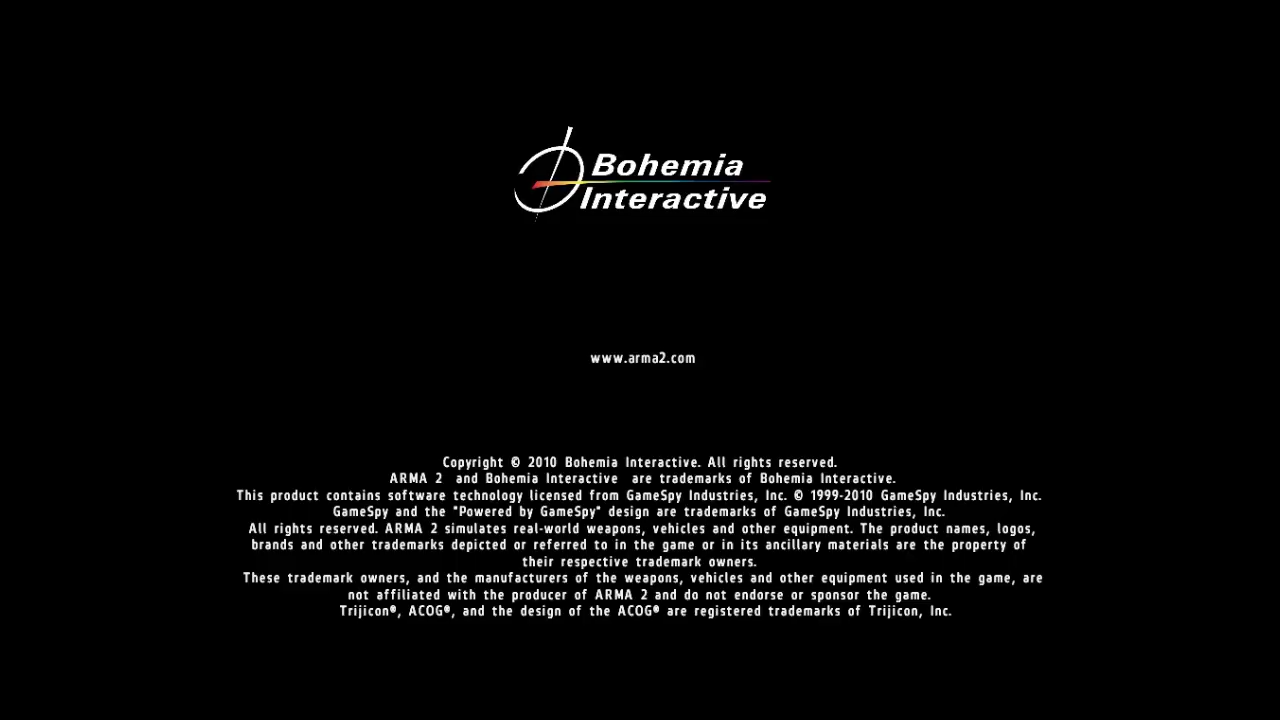 Bohemia
Interactive
www.arma2.com
Copyright © 2010 Bohemia Interactive. All rights reserved.
ARMA 2 and Bohemia Interactive are trademarks of Bohemia Interactive.
This product contains software technology licensed from GameSpy Industries, Inc. © 1999-2010 GameSpy Industries, Inc.
GameSpy and the "Powered by GameSpy" design are trademarks of GameSpy Industries, Inc.
All rights reserved. ARMA 2 simulates real-world weapons, vehicles and other equipment. The product names, logos,
brands and other trademarks depicted or referred to in the game or in its ancillary materials are the property of
their respective trademark owners.
These trademark owners, and the manufacturers of the weapons, vehicles and other equipment used in the game, are
not affiliated with the producer of ARMA 2 and do not endorse or sponsor the game.
Trijicon®, ACOG®, and the design of the ACOG® are registered trademarks of Trijicon, Inc.